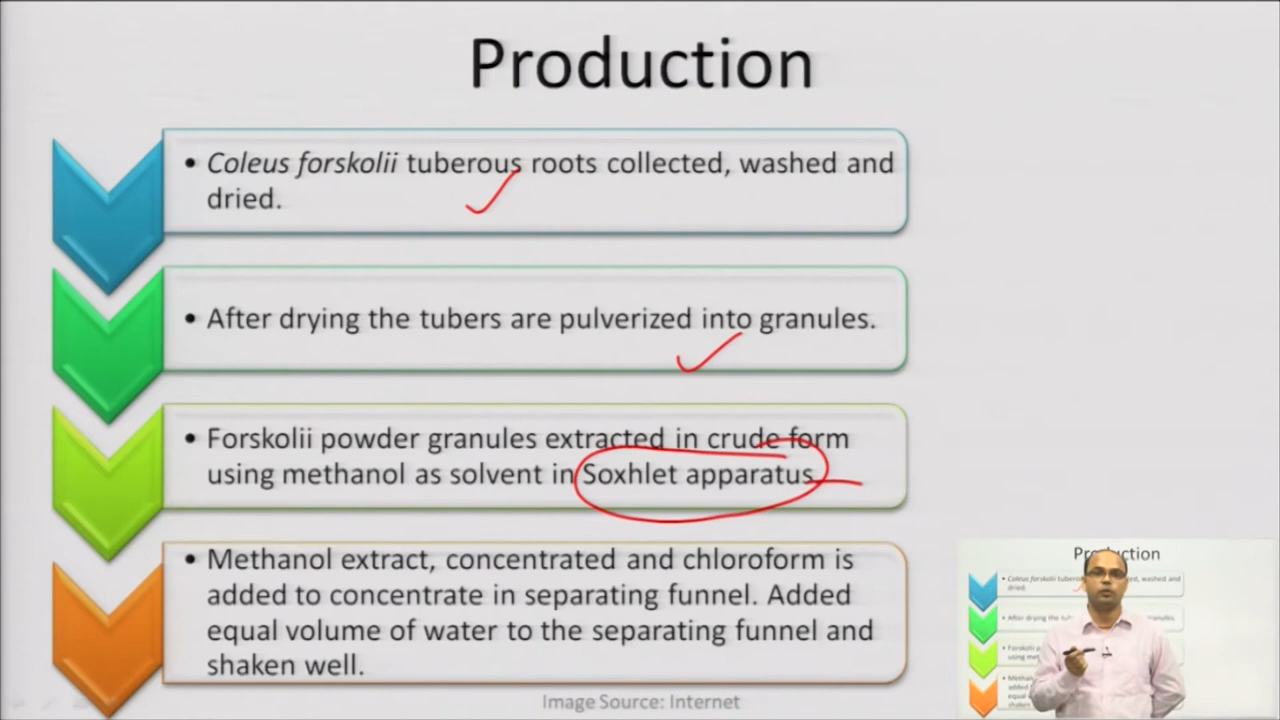 Production
• Coleus forskolii tuberous roots collected, washed and
dried.
• After drying the tubers are pulverized into granules.
• Forskolii powder granules extracted in crude form
using methanol as solvent in Soxhlet apparatus
• Methanol extract, concentrated and chloroform is
added to concentrate in separating funnel. Added
equal volume of water to the separating funnel and
shaken well.
Image Source: Internet
Production